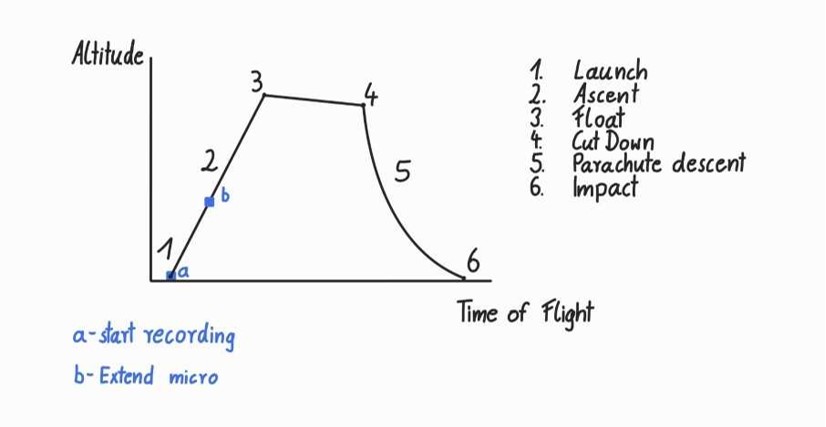 Altitude
3
4
2
5
b
1
a
6
Time of Flight
1. Launch
2. Ascent
3. Float
4. Cut Down
5. Parachute descent
6. Impact
a-start recording
b-Extend micro